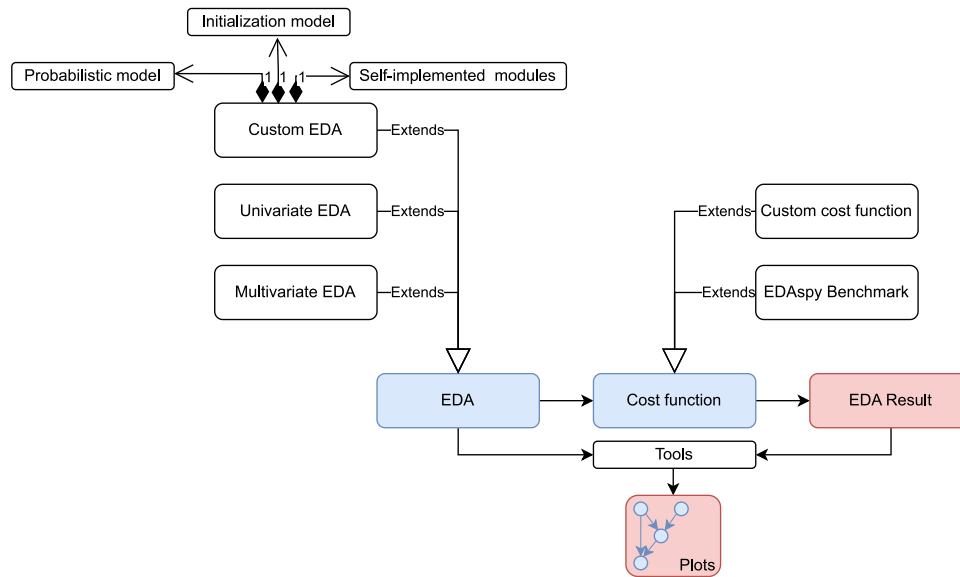 Initialization model
Probabilistic model
1 1 1
Self-implemented modules
Custom EDA
Extends
Univariate EDA
Extends
Extends
Custom cost function
Multivariate EDA
Extends
Extends
EDAspy Benchmark
EDA
Cost function
EDA Result
Tools
Plots